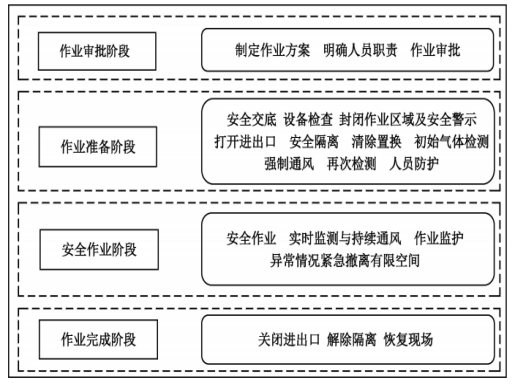 作业审批阶段
制定作业方案 明确人员职责 作业审批
作业准备阶段
安全交底 设备检查 封闭作业区域及安全警示
打开进出口 安全隔离 清除置换 初始气体检测
强制通风 再次检测 人员防护
安全作业阶段
安全作业 实时监测与持续通风 作业监护
异常情况紧急撤离有限空间
作业完成阶段
关闭进出口 解除隔离 恢复现场